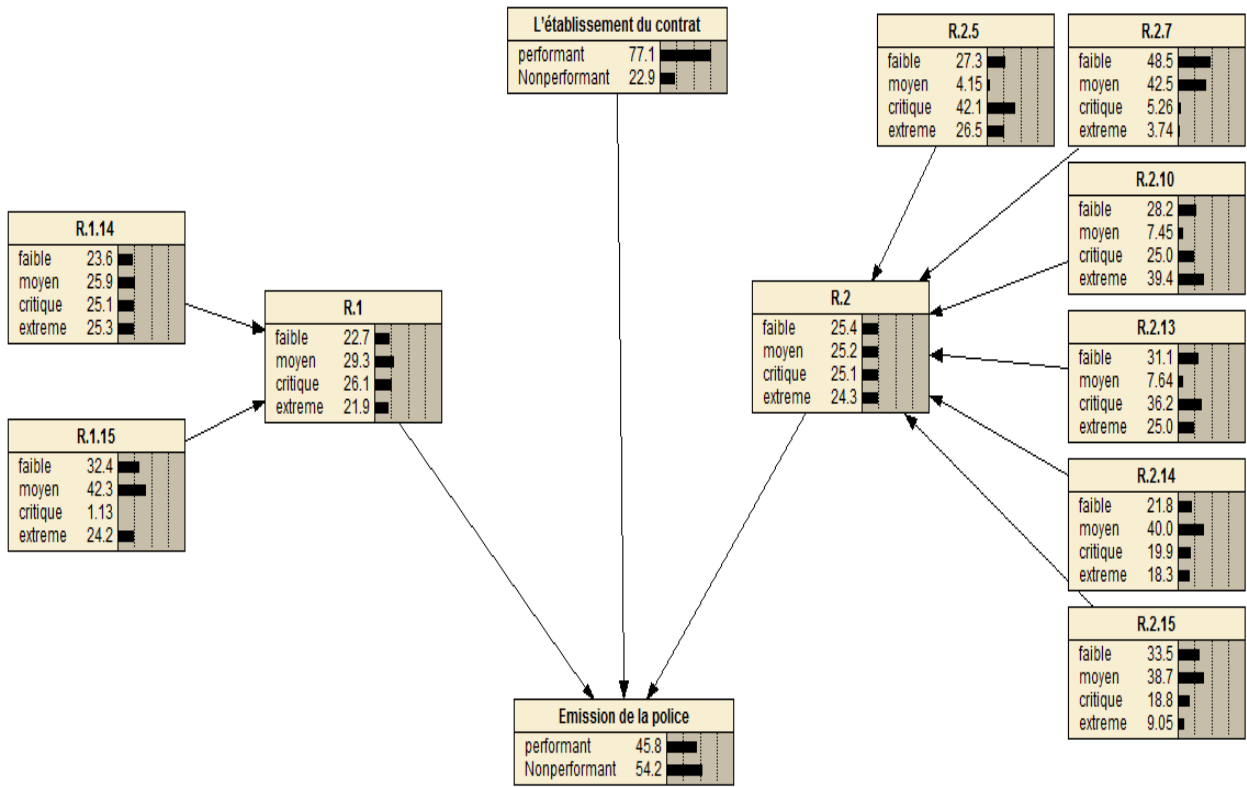 L'établissement du contrat
performant 77.1
Nonperformant 22.9
R.2.5
faible 27.3
moyen 4.15
critique 42.1
extreme 26.5
R.2.7
faible 48.5
moyen 42.5
critique 5.26
extreme 3.74
R.2.10
faible 28.2
moyen 7.45
critique 25.0
extreme 39.4
R.1.14
faible 23.6
moyen 25.9
critique 25.1
extreme 25.3
R.1
faible 22.7
moyen 29.3
critique 26.1
extreme 21.9
R.2
faible 25.4
moyen 25.2
critique 25.1
extreme 24.3
R.2.13
faible 31.1
moyen 7.64
critique 36.2
extreme 25.0
R.1.15
faible 32.4
moyen 42.3
critique 1.13
extreme 24.2
R.2.14
faible 21.8
moyen 40.0
critique 19.9
extreme 18.3
R.2.15
faible 33.5
moyen 38.7
critique 18.8
extreme 9.05
Emission de la police
performant 45.8
Nonperformant 54.2